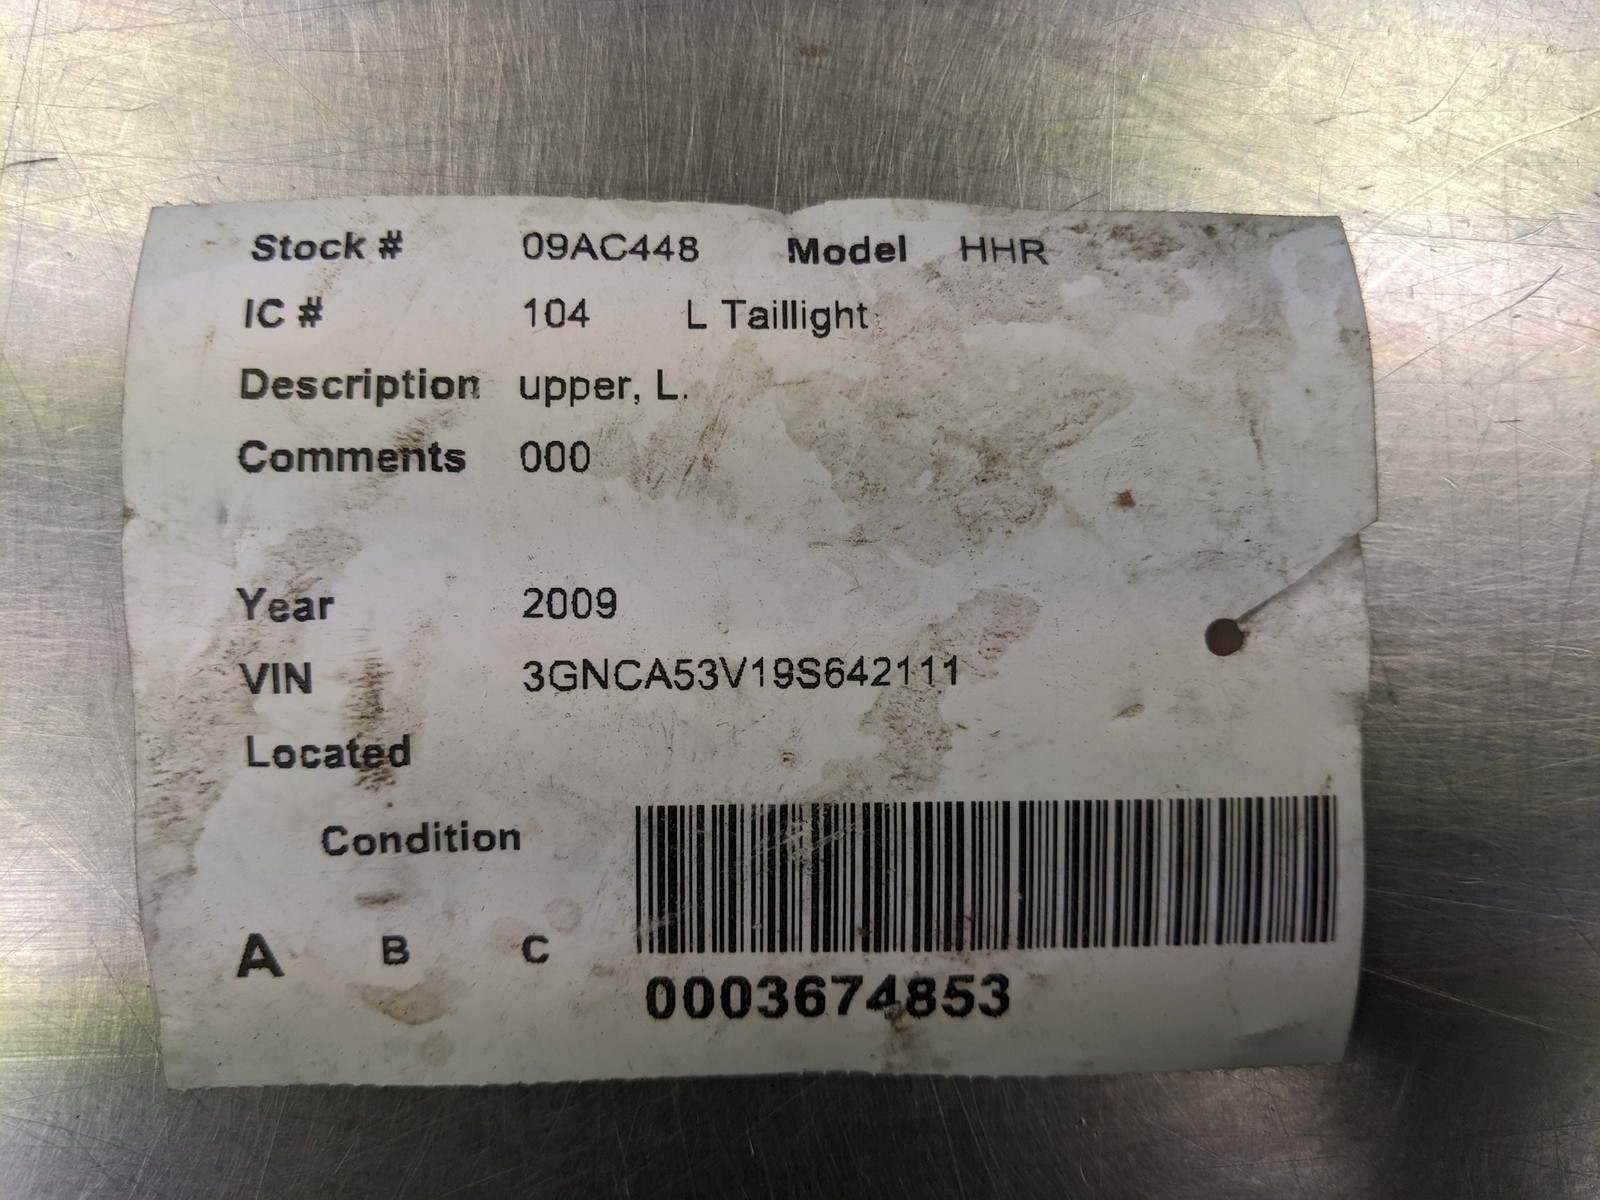 Stock # 09AC448 Model HHR
IC # 104 L Taillight
Description upper, L.
Comments 000
Year 2009
VIN 3GNCA53V19S642111
Located
Condition
A B C
0003674853